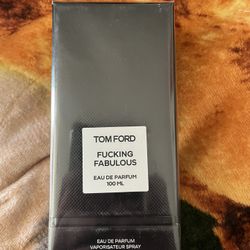 TOM FORD
FUCKING
FABULOUS
EAU DE PARFUM
100 ML
EAU DE PARFUM
VAPORISATEUR SPRAY